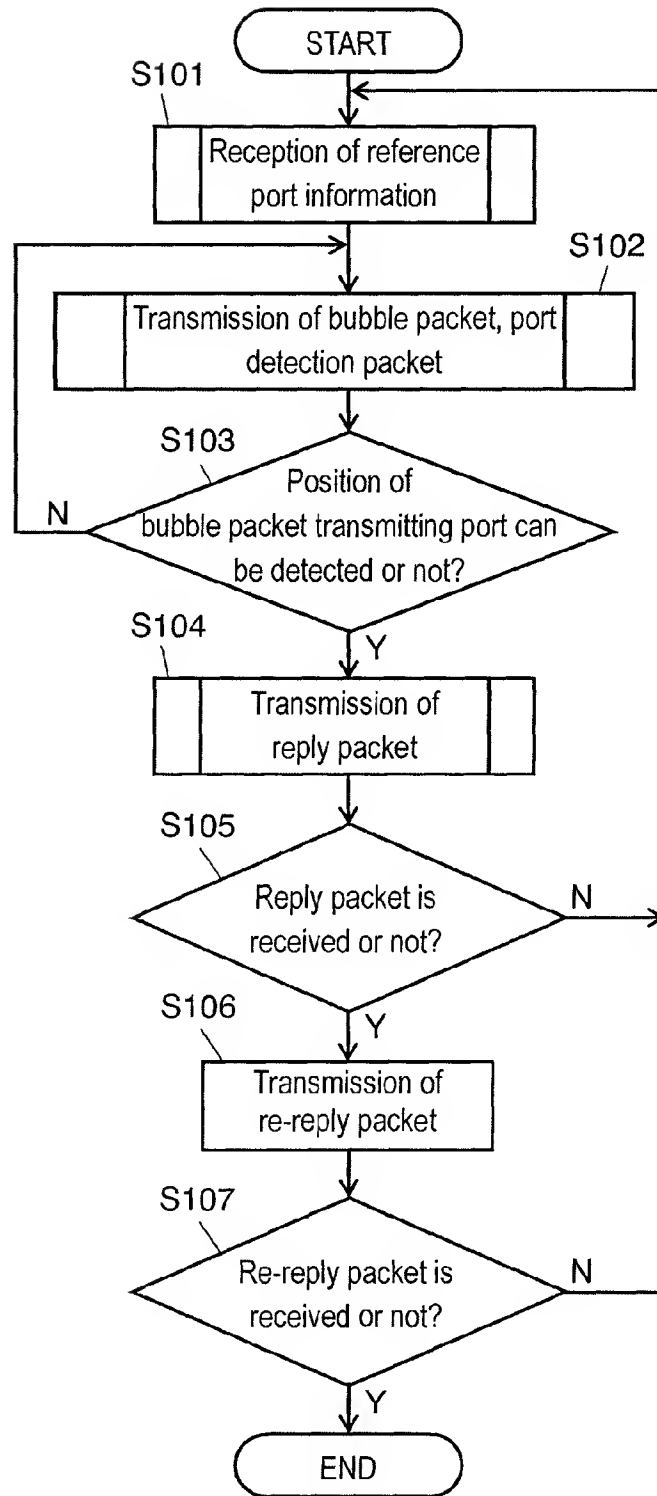 START
S101
Reception of reference
port information
S102
Transmission of bubble packet, port
detection packet
S103
Position of
bubble packet transmitting port can
be detected or not?
N
Y
S104
Transmission of
reply packet
S105
Reply packet is
received or not?
N
Y
S106
Transmission of
re-reply packet
S107
Re-reply packet is
received or not?
N
Y
END